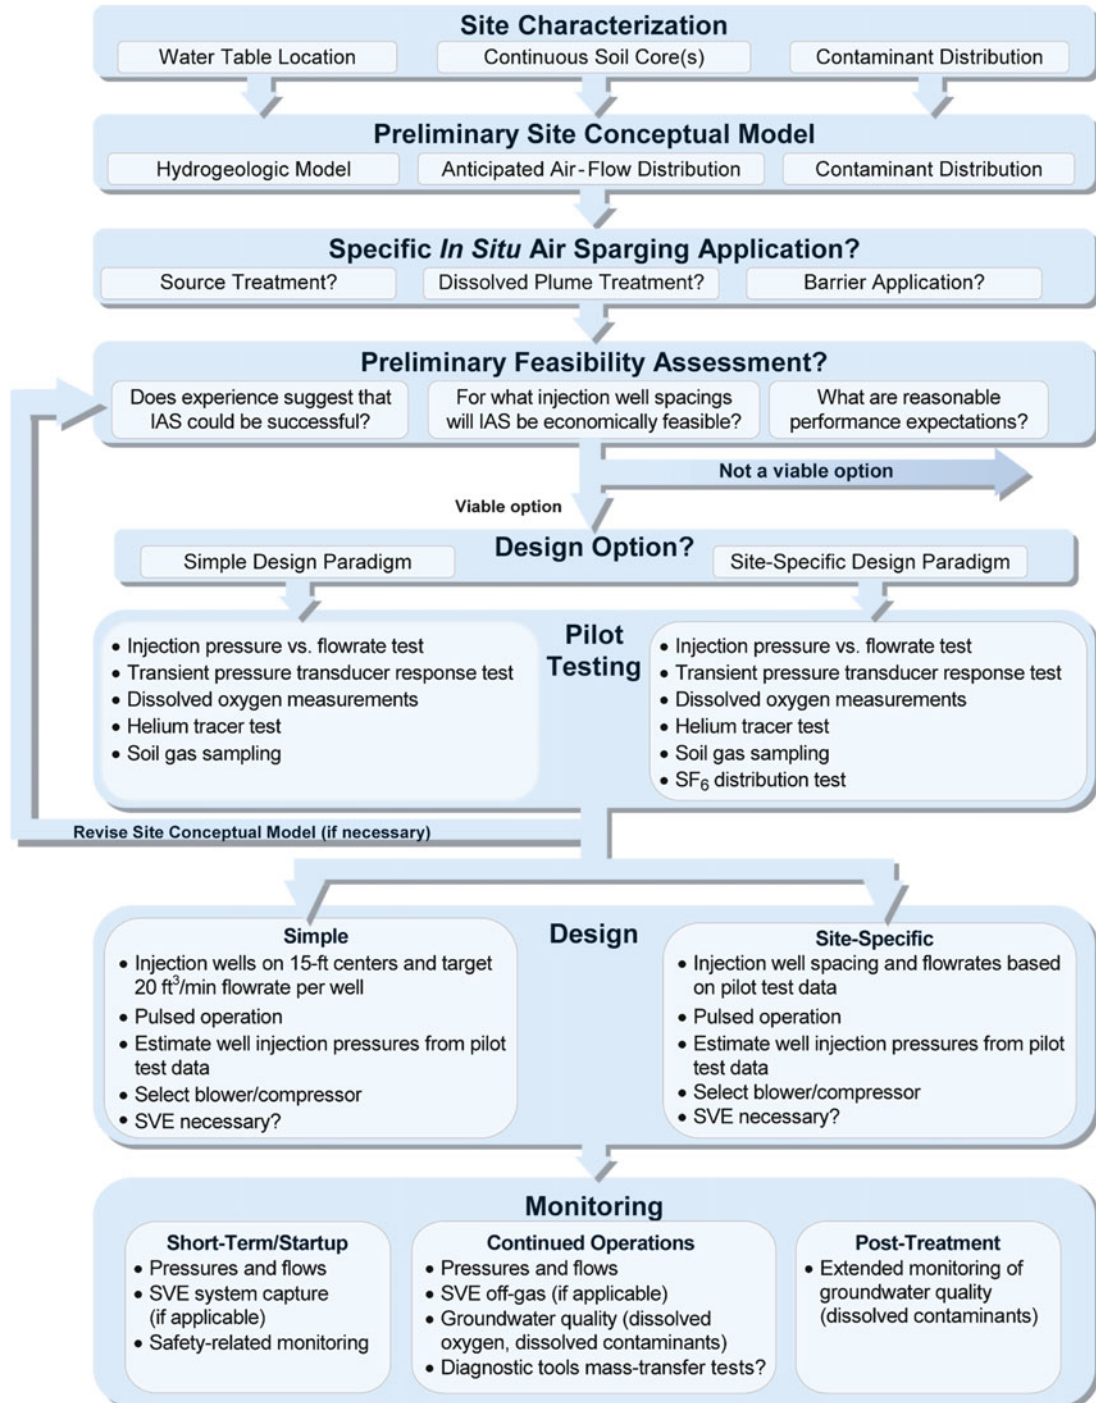 Site Characterization
Water Table Location
Continuous Soil Core(s)
Contaminant Distribution
Preliminary Site Conceptual Model
Hydrogeologic Model
Anticipated Air-Flow Distribution
Contaminant Distribution
Specific In Situ Air Sparging Application?
Source Treatment?
Dissolved Plume Treatment?
Barrier Application?
Preliminary Feasibility Assessment?
Does experience suggest that
IAS could be successful?
For what injection well spacings
will IAS be economically feasible?
What are reasonable
performance expectations?
Not a viable option
Viable option
Design Option?
Simple Design Paradigm
Site-Specific Design Paradigm
Pilot
Testing
• Injection pressure vs. flowrate test
• Transient pressure transducer response test
• Dissolved oxygen measurements
• Helium tracer test
• Soil gas sampling
• Injection pressure vs. flowrate test
• Transient pressure transducer response test
• Dissolved oxygen measurements
• Helium tracer test
• Soil gas sampling
• SF6 distribution test
Revise Site Conceptual Model (if necessary)
Design
Simple
• Injection wells on 15-ft centers and target
20 ft3/min flowrate per well
• Pulsed operation
• Estimate well injection pressures from pilot
test data
• Select blower/compressor
• SVE necessary?
Site-Specific
• Injection well spacing and flowrates based
on pilot test data
• Pulsed operation
• Estimate well injection pressures from pilot
test data
• Select blower/compressor
• SVE necessary?
Monitoring
Short-Term/Startup
• Pressures and flows
• SVE system capture
(if applicable)
• Safety-related monitoring
Continued Operations
• Pressures and flows
• SVE off-gas (if applicable)
• Groundwater quality (dissolved
oxygen, dissolved contaminants)
• Diagnostic tools mass-transfer tests?
Post-Treatment
• Extended monitoring of
groundwater quality
(dissolved contaminants)